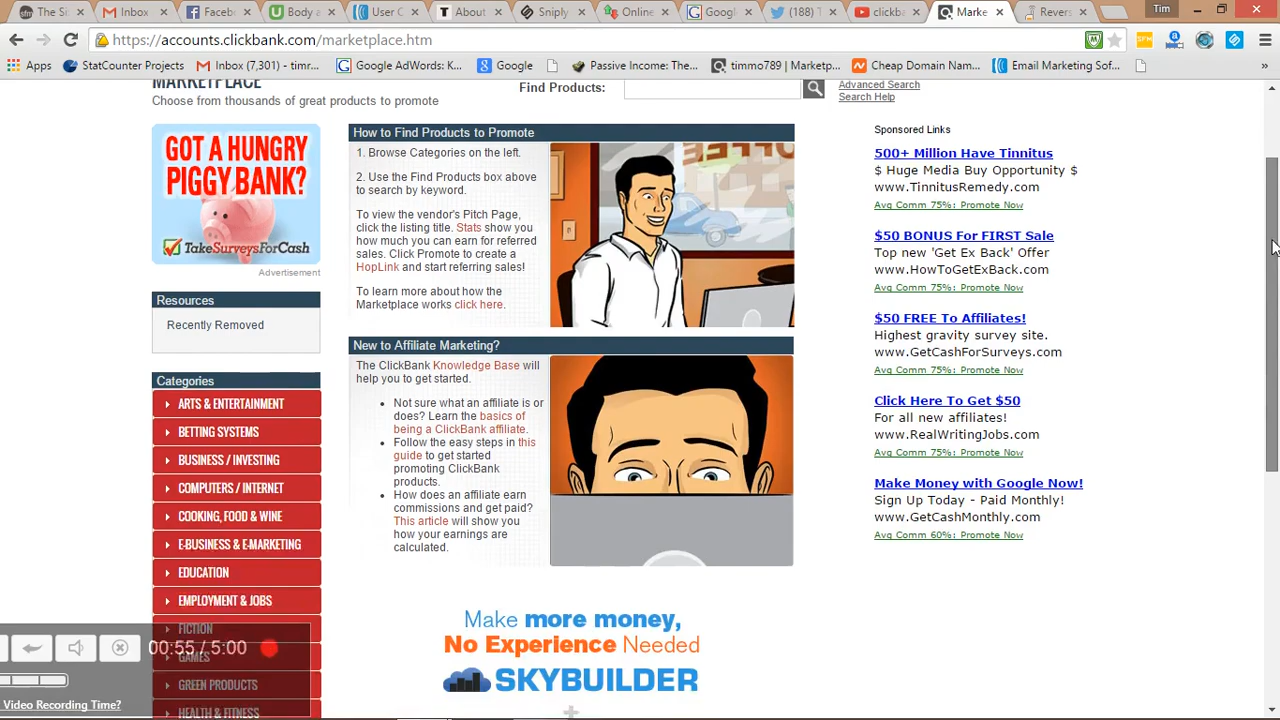 Inbox
Faceb
Body a
User C
About
Sniply
Online
Googl
(188) T
clickb
Marke
Revers
Tim
https://accounts.clickbank.com/marketplace.htm
Apps
StatCounter Projects
Inbox (7,301) - timr...
Google AdWords: K...
Google
Passive Income: The...
timmo789 | Marketp...
Cheap Domain Nam...
Email Marketing Sof...
MARKETPLACE
Choose from thousands of great products to promote
Find Products:
Advanced Search
Search Help
GOT A HUNGRY
PIGGY BANK?
TakeSurveysForCash
Advertisement
Resources
Recently Removed
Categories
ARTS & ENTERTAINMENT
BETTING SYSTEMS
BUSINESS / INVESTING
COMPUTERS / INTERNET
COOKING, FOOD & WINE
E-BUSINESS & E-MARKETING
EDUCATION
EMPLOYMENT & JOBS
FICTION
GAMES
GREEN PRODUCTS
HEALTH & FITNESS
00:55 / 5:00
Video Recording Time?
How to Find Products to Promote
1. Browse Categories on the left.
2. Use the Find Products box above
to search by keyword.
To view the vendor's Pitch Page,
click the listing title. Stats show you
how much you can earn for referred
sales. Click Promote to create a
HopLink and start referring sales!
To learn more about how the
Marketplace works click here.
New to Affiliate Marketing?
The ClickBank Knowledge Base will
help you to get started.
Not sure what an affiliate is or
does? Learn the basics of
being a ClickBank affiliate.
Follow the easy steps in this
guide to get started
promoting ClickBank
products.
How does an affiliate earn
commissions and get paid?
This article will show you
how your earnings are
calculated.
Make more money,
No Experience Needed
SKYBUILDER
Sponsored Links
500+ Million Have Tinnitus
$ Huge Media Buy Opportunity $
www.TinnitusRemedy.com
Avg Comm 75%: Promote Now
$50 BONUS For FIRST Sale
Top new 'Get Ex Back' Offer
www.HowToGetExBack.com
Avg Comm 75%: Promote Now
$50 FREE To Affiliates!
Highest gravity survey site.
www.GetCashForSurveys.com
Avg Comm 75%: Promote Now
Click Here To Get $50
For all new affiliates!
www.RealWritingJobs.com
Avg Comm 75%: Promote Now
Make Money with Google Now!
Sign Up Today - Paid Monthly!
www.GetCashMonthly.com
Avg Comm 60%: Promote Now